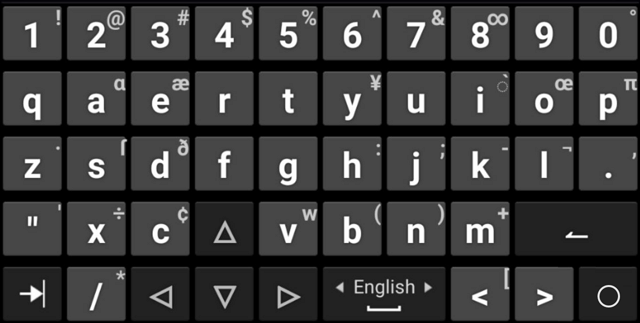 1 ! 2 @ 3 # 4 $ 5 % 6 ^ 7 & 8 ∞ 9 0 °
q a ɑ e æ r t y ¥ u i ò o œ p π
z · s ſ d ð f g h : j ; k - l ¬ . ,
" ' x ÷ c ¢ △ v w b ( n ) m + ↼
⇥ / * ◁ ▽ ▷ ◂ English ▸ < [ > ○